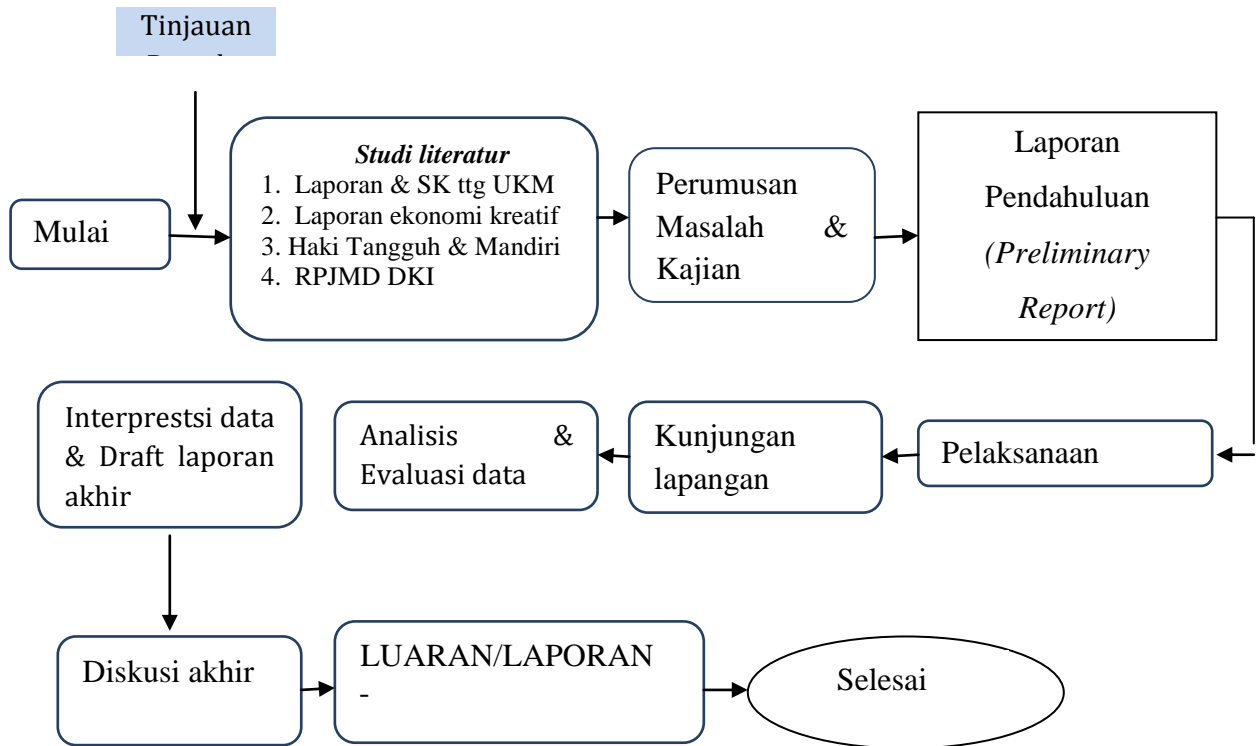 Tinjauan
Studi literatur
1. Laporan & SK ttg UKM
2. Laporan ekonomi kreatif
3. Haki Tangguh & Mandiri
4. RPJMD DKI
Mulai
Perumusan
Masalah &
Kajian
Laporan
Pendahuluan
(Preliminary
Report)
Pelaksanaan
Kunjungan
lapangan
Analisis &
Evaluasi data
Interprestsi data
& Draft laporan
akhir
Diskusi akhir
LUARAN/LAPORAN
-
Selesai